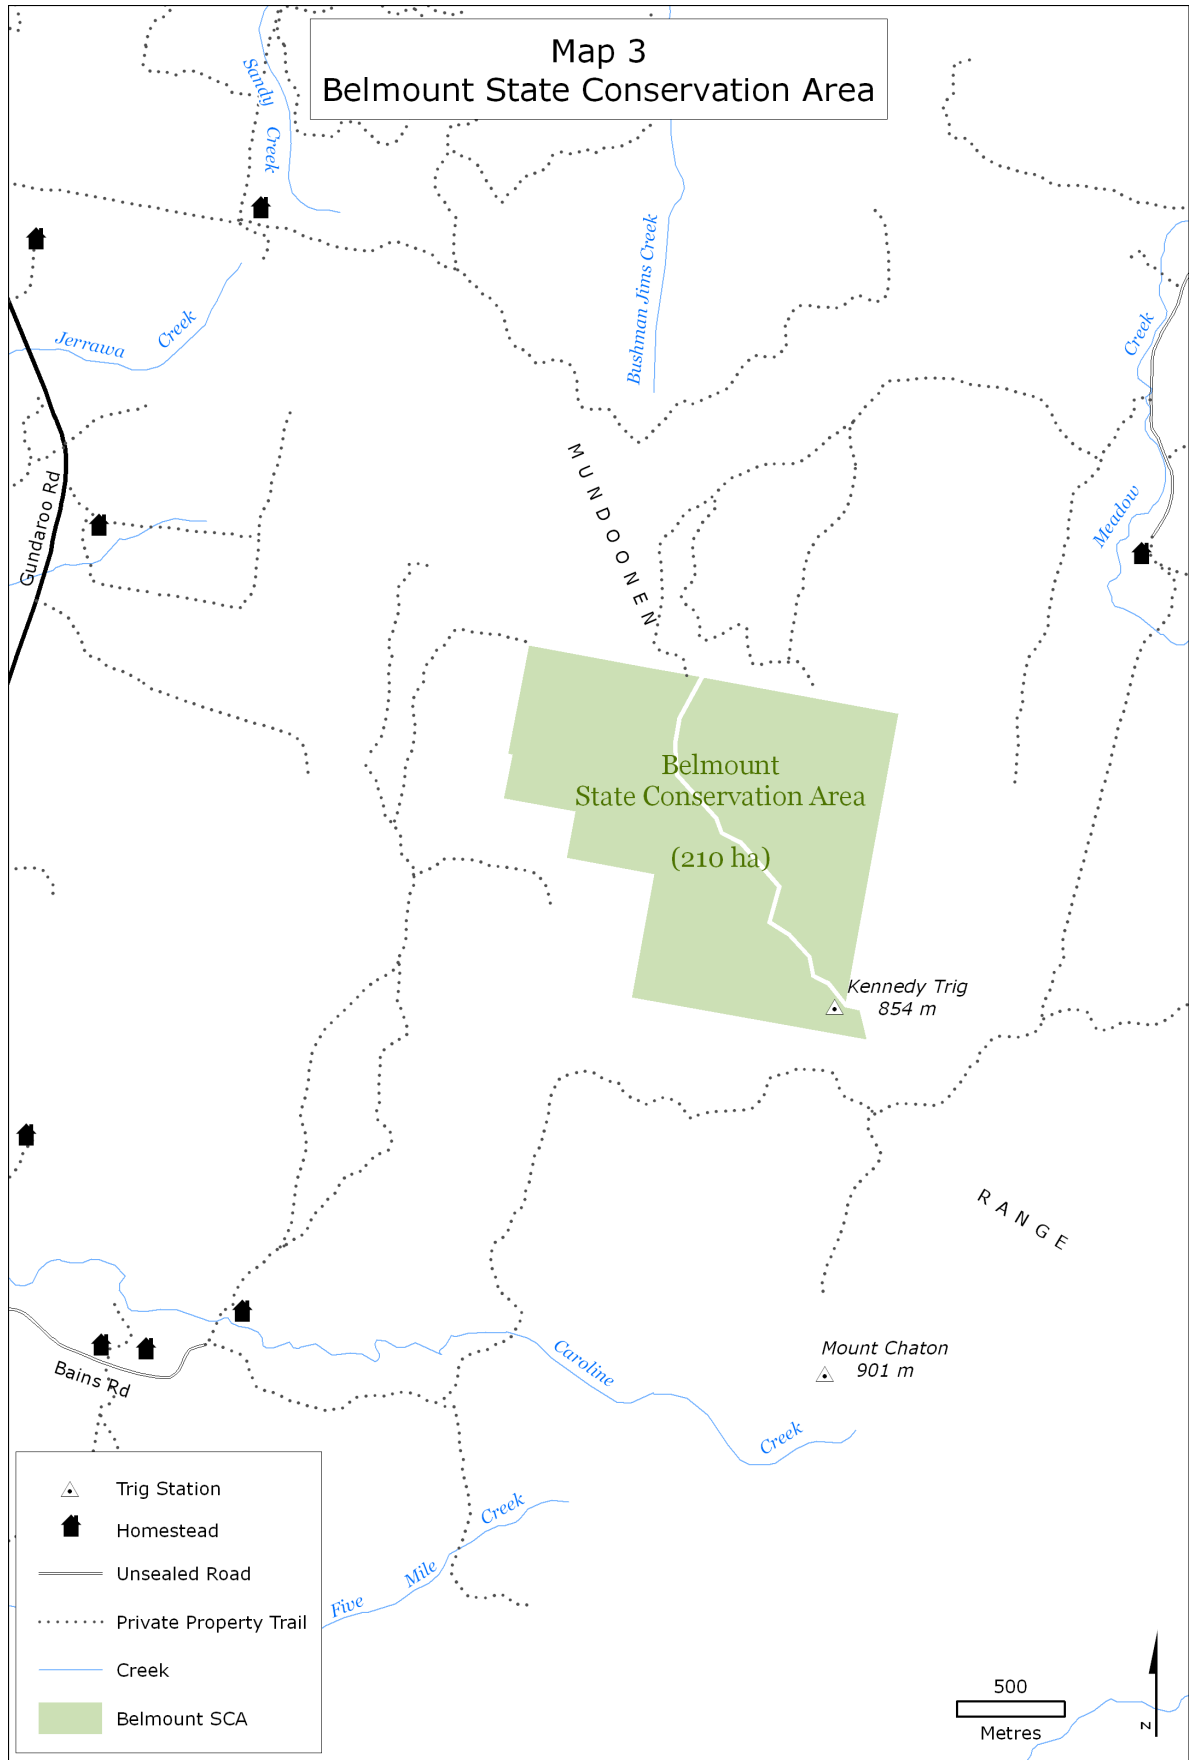 Map 3
Belmount State Conservation Area
Sandy
Creek
Bushman Jims Creek
Jerrawa
Creek
Creek
Meadow
Gundaroo Rd
MUNDOONEN
Belmount
State Conservation Area
(210 ha)
Kennedy Trig
854 m
RANGE
Mount Chaton
901 m
Caroline
Creek
Bains Rd
Creek
Mile
Five
Trig Station
Homestead
Unsealed Road
Private Property Trail
Creek
Belmount SCA
500
Metres
N